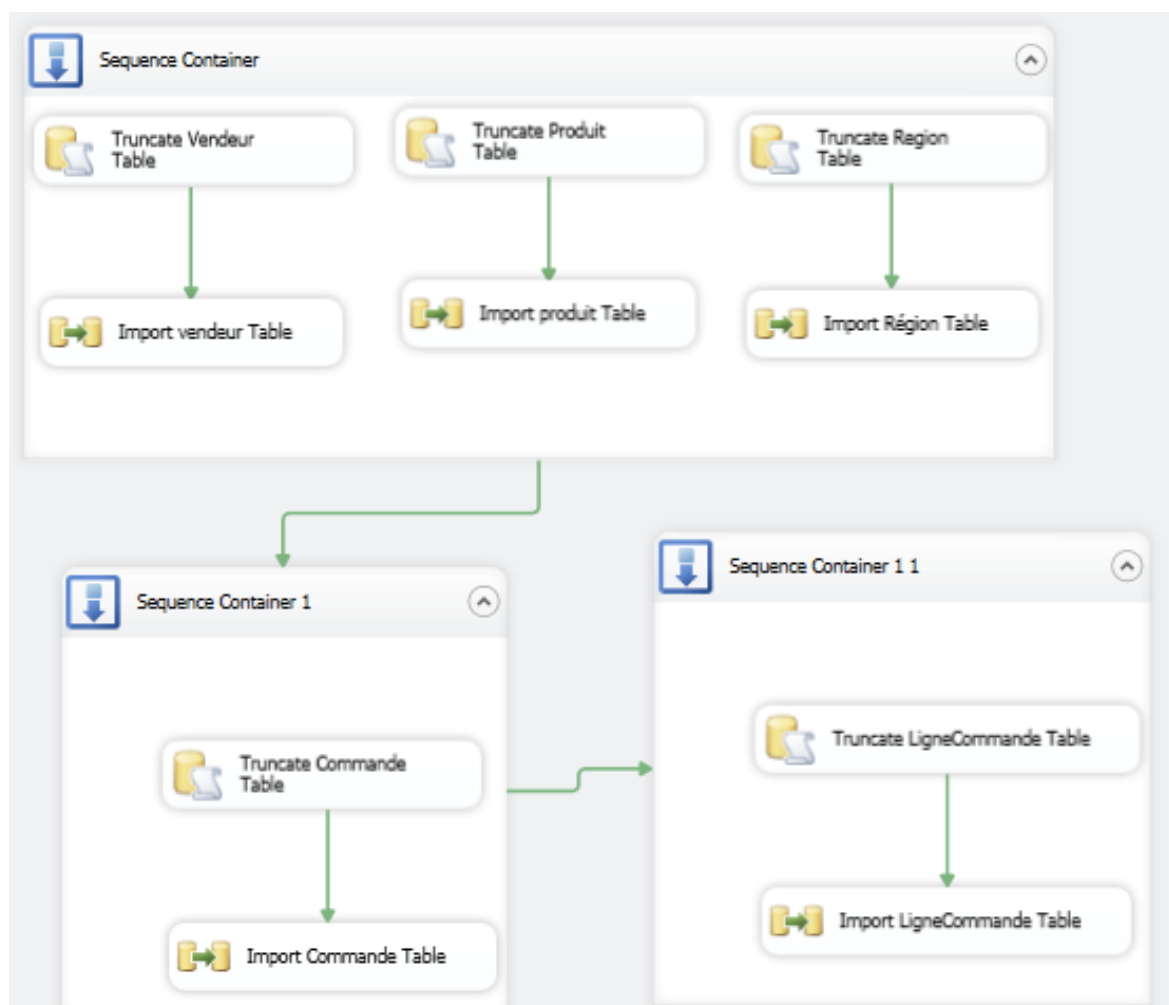 Sequence Container
Truncate Vendeur
Table
Truncate Produit
Table
Truncate Region
Table
Import vendeur Table
Import produit Table
Import Région Table
Sequence Container 1
Truncate Commande
Table
Import Commande Table
Sequence Container 1 1
Truncate LigneCommande Table
Import LigneCommande Table